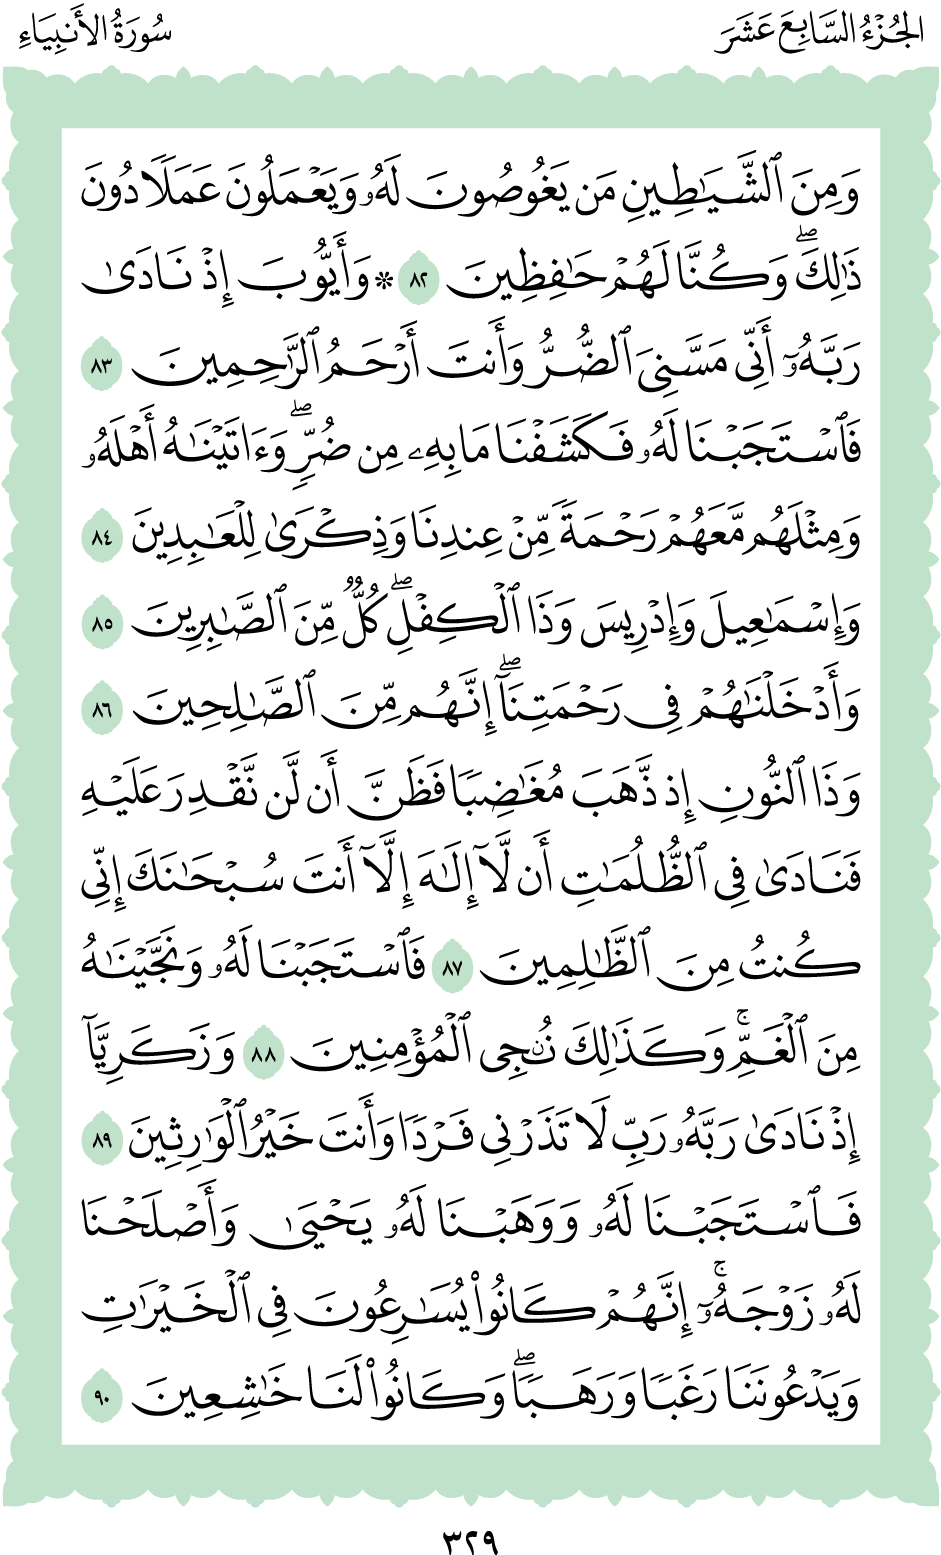 الجُزْءُ السَّابِعَ عَشَرَ
سُورَةُ الأَنبِيَاءِ
وَمِنَ ٱلشَّيَٰطِينِ مَن يَغُوصُونَ لَهُۥ وَيَعْمَلُونَ عَمَلًا دُونَ
ذَٰلِكَۖ وَكُنَّا لَهُمْ حَٰفِظِينَ ٨٢ * وَأَيُّوبَ إِذْ نَادَىٰ
رَبَّهُۥٓ أَنِّي مَسَّنِيَ ٱلضُّرُّ وَأَنتَ أَرْحَمُ ٱلرَّٰحِمِينَ ٨٣
فَٱسْتَجَبْنَا لَهُۥ فَكَشَفْنَا مَا بِهِۦ مِن ضُرّٖۖ وَءَاتَيْنَٰهُ أَهْلَهُۥ
وَمِثْلَهُم مَّعَهُمْ رَحْمَةٗ مِّنْ عِندِنَا وَذِكْرَىٰ لِلْعَٰبِدِينَ ٨٤
وَإِسْمَٰعِيلَ وَإِدْرِيسَ وَذَا ٱلْكِفْلِۖ كُلّٞ مِّنَ ٱلصَّٰبِرِينَ ٨٥
وَأَدْخَلْنَٰهُمْ فِي رَحْمَتِنَآۖ إِنَّهُم مِّنَ ٱلصَّٰلِحِينَ ٨٦
وَذَا ٱلنُّونِ إِذ ذَّهَبَ مُغَٰضِبٗا فَظَنَّ أَن لَّن نَّقْدِرَ عَلَيْهِ
فَنَادَىٰ فِي ٱلظُّلُمَٰتِ أَن لَّآ إِلَٰهَ إِلَّآ أَنتَ سُبْحَٰنَكَ إِنِّي
كُنتُ مِنَ ٱلظَّٰلِمِينَ ٨٧ فَٱسْتَجَبْنَا لَهُۥ وَنَجَّيْنَٰهُ
مِنَ ٱلْغَمِّۚ وَكَذَٰلِكَ نُۨجِي ٱلْمُؤْمِنِينَ ٨٨ وَزَكَرِيَّآ
إِذْ نَادَىٰ رَبَّهُۥ رَبِّ لَا تَذَرْنِي فَرْدٗا وَأَنتَ خَيْرُ ٱلْوَٰرِثِينَ ٨٩
فَٱسْتَجَبْنَا لَهُۥ وَوَهَبْنَا لَهُۥ يَحْيَىٰ وَأَصْلَحْنَا
لَهُۥ زَوْجَهُۥٓۚ إِنَّهُمْ كَانُوا۟ يُسَٰرِعُونَ فِي ٱلْخَيْرَٰتِ
وَيَدْعُونَنَا رَغَبٗا وَرَهَبٗاۖ وَكَانُوا۟ لَنَا خَٰشِعِينَ ٩٠
٣٢٩